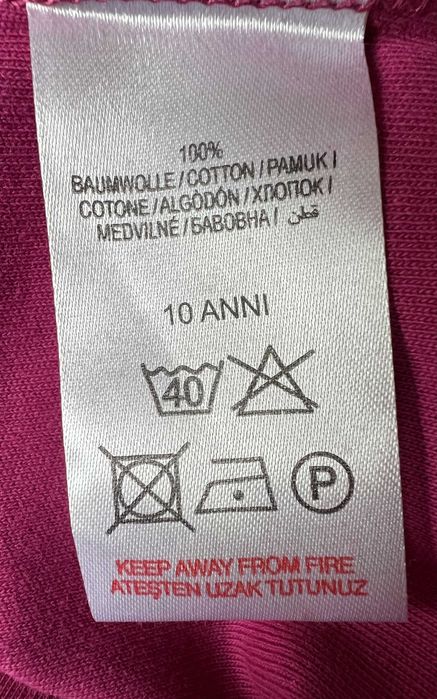 100%
BAUMWOLLE / COTTON / PAMUK /
COTONE / ALGODÓN / ХЛОПОК /
MEDVILNĖ / БАВОВНА / قطن
10 ANNI
40
P
KEEP AWAY FROM FIRE
ATEŞTEN UZAK TUTUNUZ